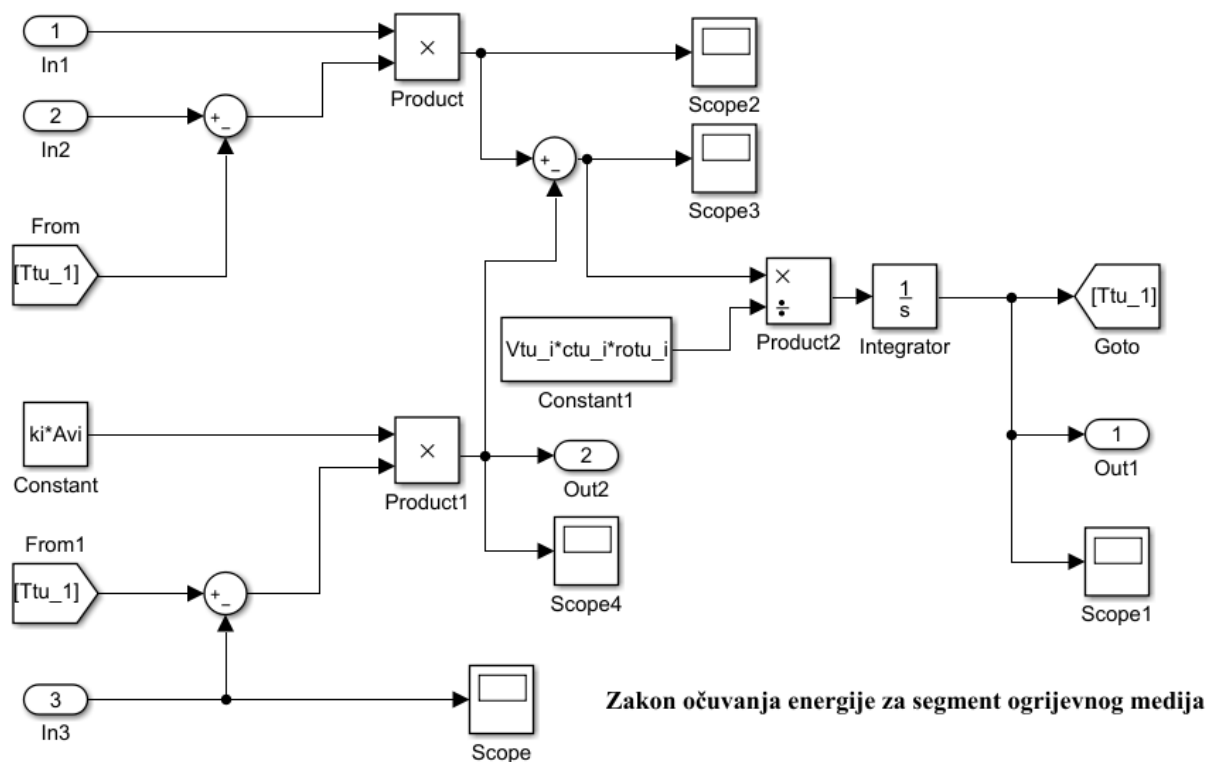 1
In1
×
Product
Scope2
2
In2
+
−
+
−
Scope3
From
[Ttu_1]
×
÷
Product2
1
s
Integrator
[Ttu_1]
Goto
Vtu_i*ctu_i*rotu_i
Constant1
ki*Avi
Constant
×
Product1
2
Out2
1
Out1
From1
[Ttu_1]
+
−
Scope4
Scope1
3
In3
Scope
Zakon očuvanja energije za segment ogrijevnog medija